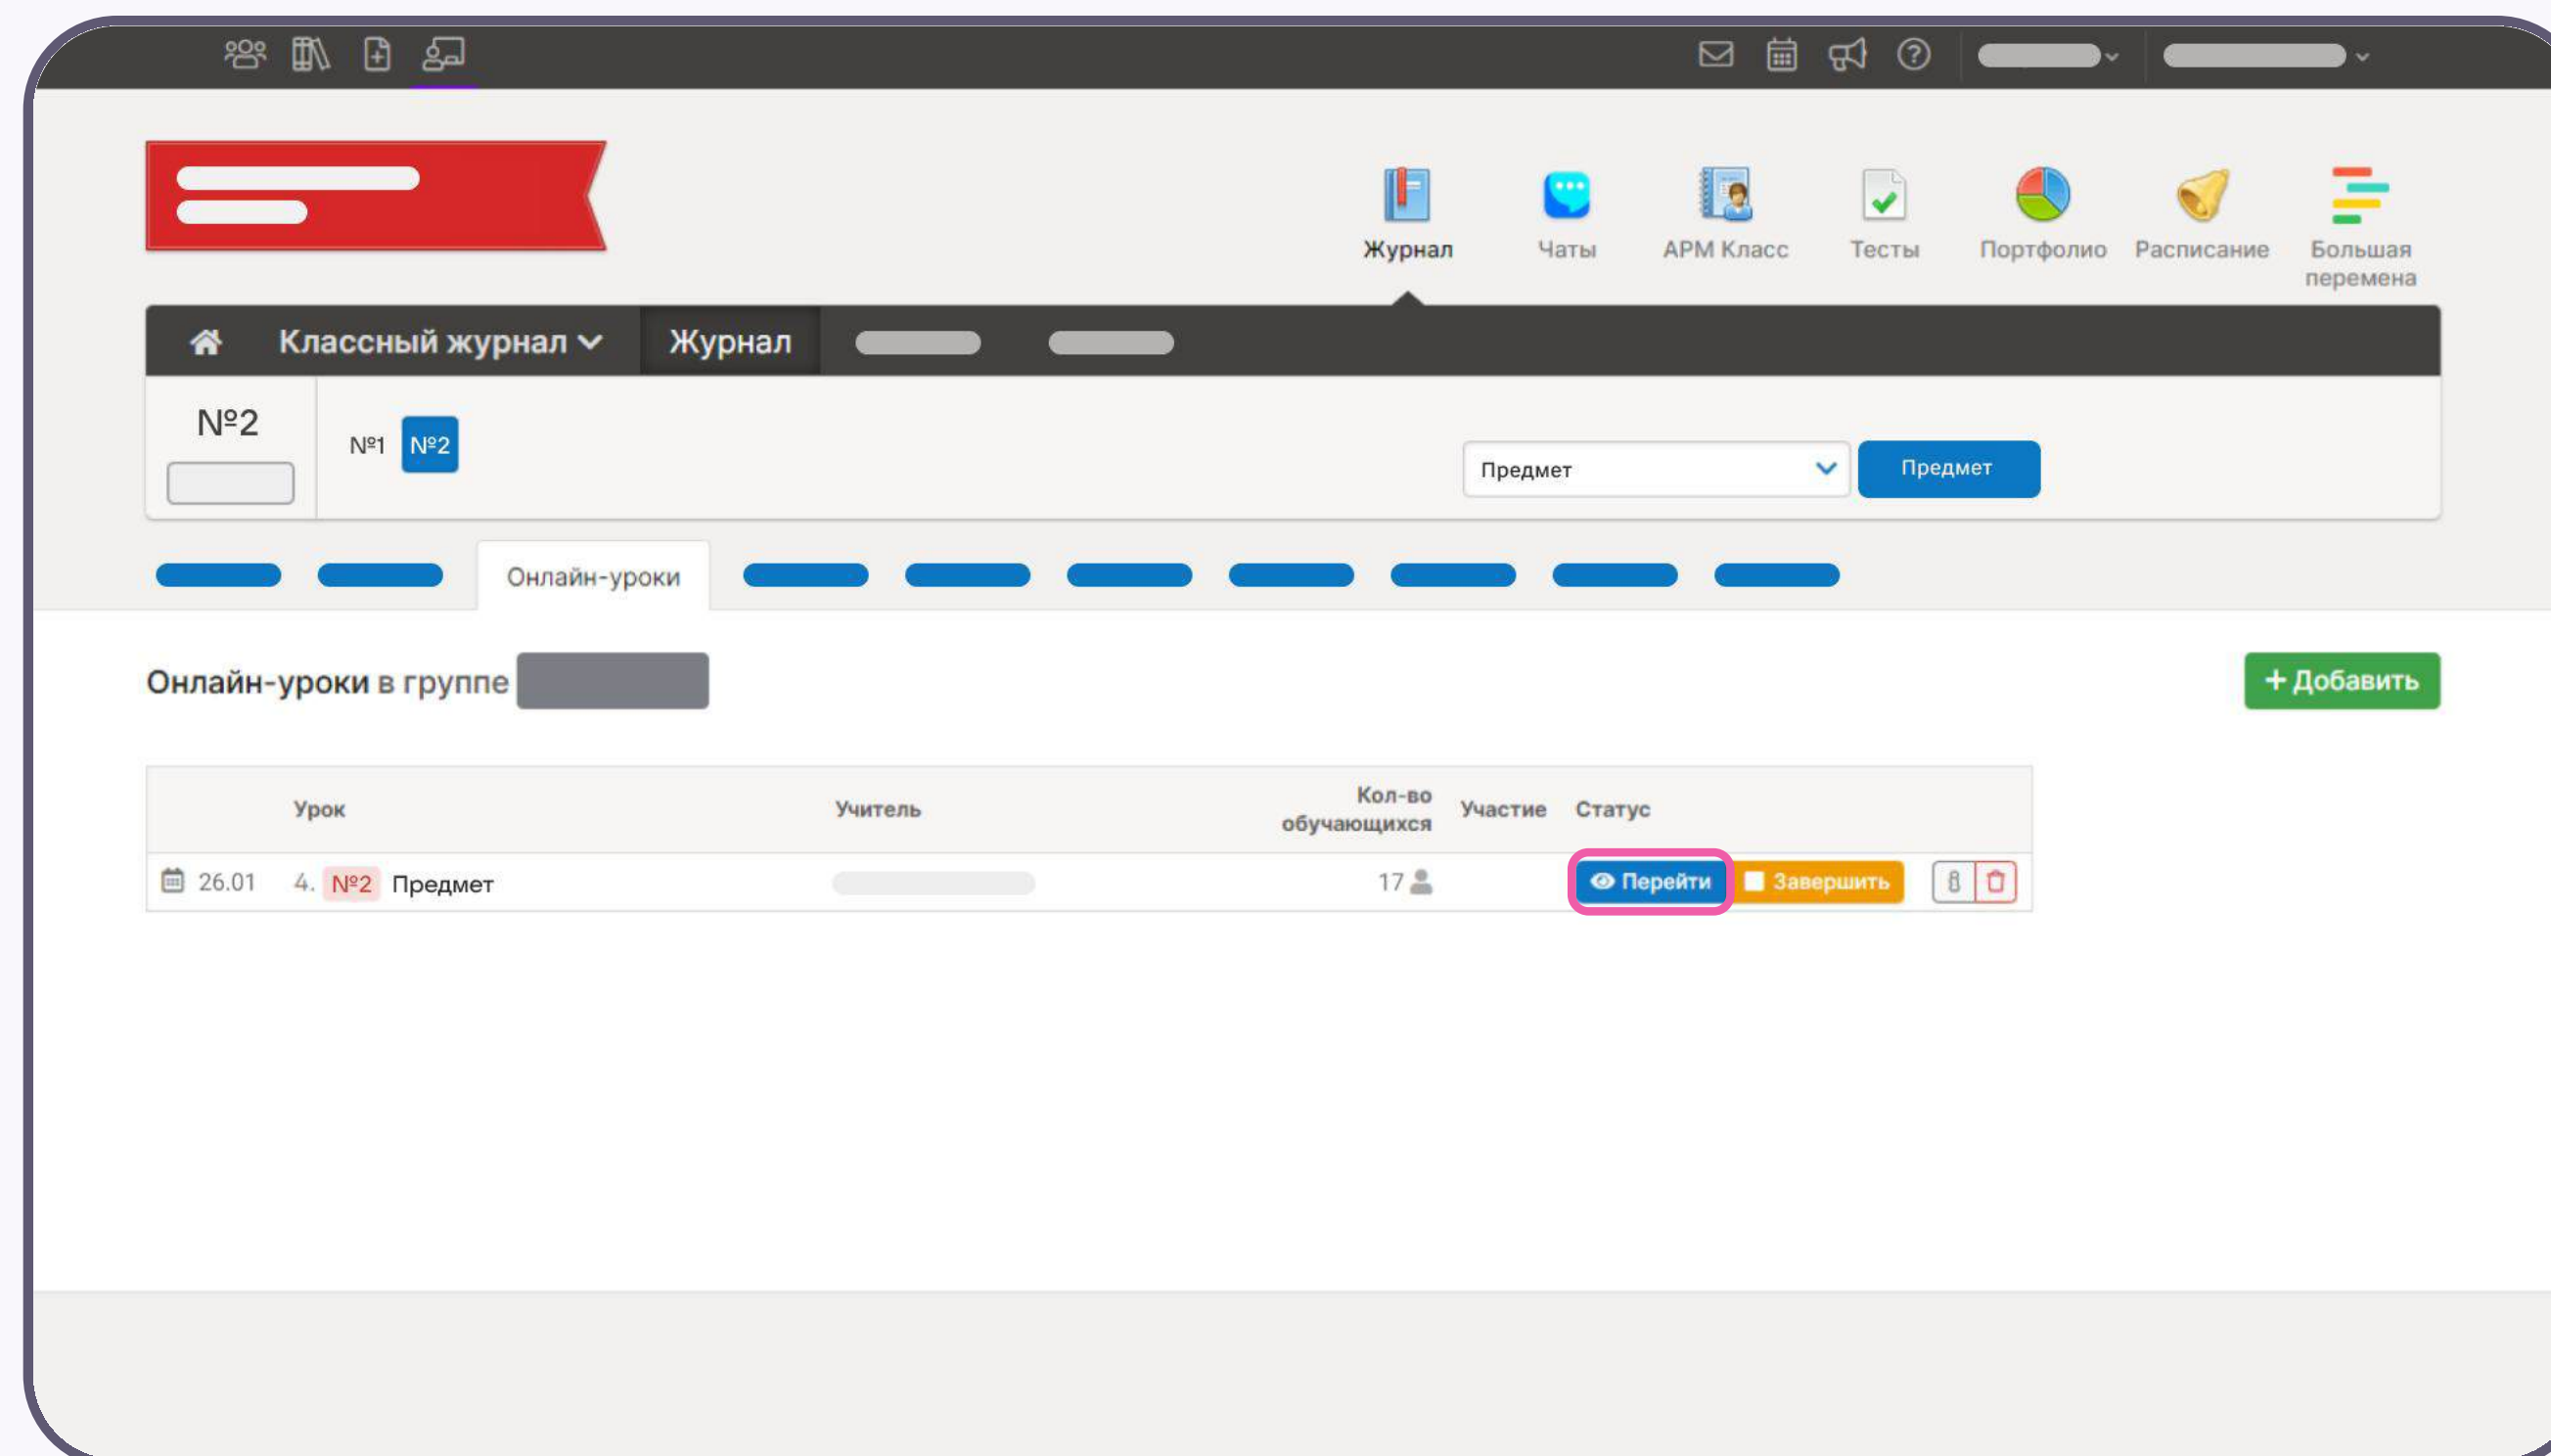 Журнал
Чаты
АРМ Класс
Тесты
Портфолио
Расписание
Большая
перемена
Классный журнал
Журнал
№2
№1 №2
Предмет
Предмет
Онлайн-уроки
Онлайн-уроки в группе
+ Добавить
Урок
Учитель
Кол-во
обучающихся
Участие
Статус
26.01 4. №2 Предмет 17 Перейти Завершить